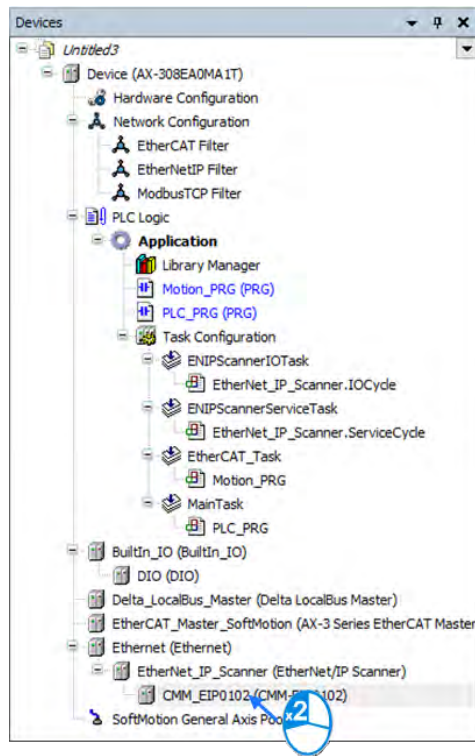 Devices
Untitled3
Device (AX-308EA0MA1T)
Hardware Configuration
Network Configuration
EtherCAT Filter
EtherNetIP Filter
ModbusTCP Filter
PLC Logic
Application
Library Manager
Motion_PRG (PRG)
PLC_PRG (PRG)
Task Configuration
ENIPScannerIOTask
EtherNet_IP_Scanner.IOCycle
ENIPScannerServiceTask
EtherNet_IP_Scanner.ServiceCycle
EtherCAT_Task
Motion_PRG
MainTask
PLC_PRG
BuiltIn_IO (BuiltIn_IO)
DIO (DIO)
Delta_LocalBus_Master (Delta LocalBus Master)
EtherCAT_Master_SoftMotion (AX-3 Series EtherCAT Master
Ethernet (Ethernet)
EtherNet_IP_Scanner (EtherNet/IP Scanner)
CMM_EIP0102
SoftMotion General Axis
x2